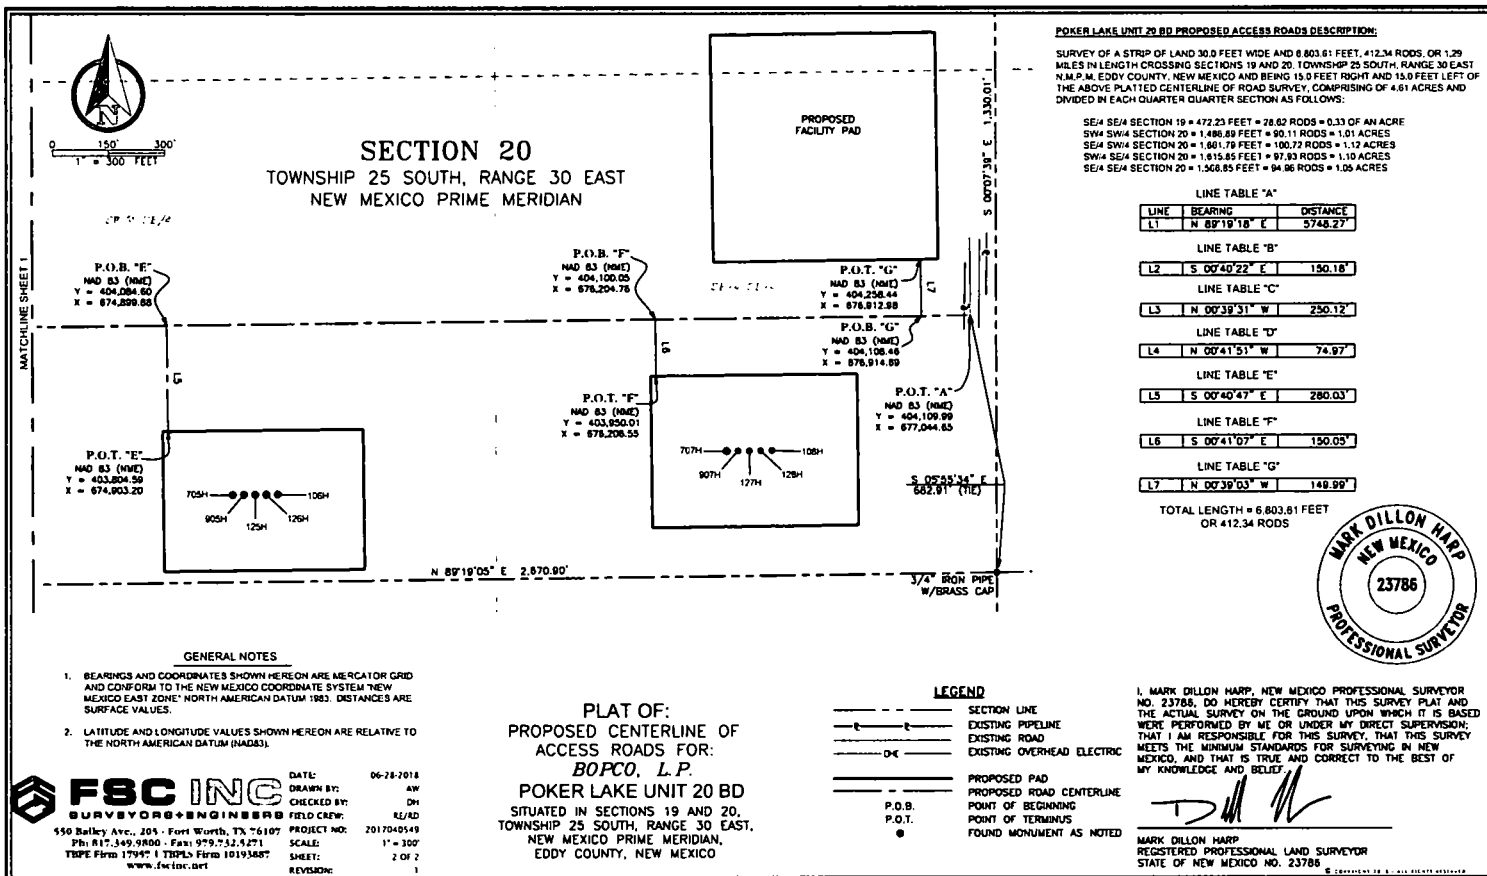 N
0 150' 300'
1" = 300 FEET
SECTION 20
TOWNSHIP 25 SOUTH, RANGE 30 EAST
NEW MEXICO PRIME MERIDIAN
MATCHLINE SHEET 1
PROPOSED
FACILITY PAD
S 00°07'39" E 1,330.01'
P.O.B. "E"
NAD 83 (NME)
Y = 404,084.60
X = 674,899.88
P.O.B. "F"
NAD 83 (NME)
Y = 404,100.05
X = 676,204.76
P.O.T. "G"
NAD 83 (NME)
Y = 404,258.44
X = 676,912.98
L7
P.O.B. "G"
NAD 83 (NME)
Y = 404,108.46
X = 676,914.69
L5
L6
P.O.T. "F"
NAD 83 (NME)
Y = 403,950.01
X = 676,206.55
P.O.T. "A"
NAD 83 (NME)
Y = 404,109.99
X = 677,044.65
P.O.T. "E"
NAD 83 (NME)
Y = 403,804.59
X = 674,903.20
707H 108H
907H 128H
127H
705H 106H
905H 126H
125H
S 05°55'34" E
682.91' (TIE)
N 89°19'05" E 2,670.90'
3/4" IRON PIPE
W/BRASS CAP
POKER LAKE UNIT 20 BD PROPOSED ACCESS ROADS DESCRIPTION:
SURVEY OF A STRIP OF LAND 30.0 FEET WIDE AND 6,803.61 FEET, 412.34 RODS, OR 1.29
MILES IN LENGTH CROSSING SECTIONS 19 AND 20, TOWNSHIP 25 SOUTH, RANGE 30 EAST
N.M.P.M, EDDY COUNTY, NEW MEXICO AND BEING 15.0 FEET RIGHT AND 15.0 FEET LEFT OF
THE ABOVE PLATTED CENTERLINE OF ROAD SURVEY, COMPRISING OF 4.61 ACRES AND
DIVIDED IN EACH QUARTER QUARTER SECTION AS FOLLOWS:
SE/4 SE/4 SECTION 19 = 472.23 FEET = 28.62 RODS = 0.33 OF AN ACRE
SW/4 SW/4 SECTION 20 = 1,486.89 FEET = 90.11 RODS = 1.01 ACRES
SE/4 SW/4 SECTION 20 = 1,661.79 FEET = 100.72 RODS = 1.12 ACRES
SW/4 SE/4 SECTION 20 = 1,615.85 FEET = 97.93 RODS = 1.10 ACRES
SE/4 SE/4 SECTION 20 = 1,566.85 FEET = 94.96 RODS = 1.05 ACRES
LINE TABLE "A"
LINE BEARING DISTANCE
L1 N 89°19'18" E 5748.27'
LINE TABLE "B"
L2 S 00°40'22" E 150.18'
LINE TABLE "C"
L3 N 00°39'31" W 250.12'
LINE TABLE "D"
L4 N 00°41'51" W 74.97'
LINE TABLE "E"
L5 S 00°40'47" E 280.03'
LINE TABLE "F"
L6 S 00°41'07" E 150.05'
LINE TABLE "G"
L7 N 00°39'03" W 149.99'
TOTAL LENGTH = 6,803.61 FEET
OR 412.34 RODS
MARK DILLON HARP
NEW MEXICO
23786
PROFESSIONAL SURVEYOR
GENERAL NOTES
1. BEARINGS AND COORDINATES SHOWN HEREON ARE MERCATOR GRID
AND CONFORM TO THE NEW MEXICO COORDINATE SYSTEM "NEW
MEXICO EAST ZONE" NORTH AMERICAN DATUM 1983. DISTANCES ARE
SURFACE VALUES.
2. LATITUDE AND LONGITUDE VALUES SHOWN HEREON ARE RELATIVE TO
THE NORTH AMERICAN DATUM (NAD83).
FSC INC
SURVEYORS+ENGINEERS
550 Bailey Ave., 205 - Fort Worth, TX 76107
Ph: 817.349.9800 - Fax: 979.732.5271
TBPE Firm 17957 | TBPLS Firm 10193887
www.fscinc.net
DATE: 06-28-2018
DRAWN BY: AW
CHECKED BY: DH
FIELD CREW: RE/RD
PROJECT NO: 2017040549
SCALE: 1" = 300'
SHEET: 2 OF 2
REVISION: 1
PLAT OF:
PROPOSED CENTERLINE OF
ACCESS ROADS FOR:
BOPCO, L.P.
POKER LAKE UNIT 20 BD
SITUATED IN SECTIONS 19 AND 20,
TOWNSHIP 25 SOUTH, RANGE 30 EAST,
NEW MEXICO PRIME MERIDIAN,
EDDY COUNTY, NEW MEXICO
LEGEND
SECTION LINE
EXISTING PIPELINE
EXISTING ROAD
OHE EXISTING OVERHEAD ELECTRIC
PROPOSED PAD
PROPOSED ROAD CENTERLINE
P.O.B. POINT OF BEGINNING
P.O.T. POINT OF TERMINUS
FOUND MONUMENT AS NOTED
I, MARK DILLON HARP, NEW MEXICO PROFESSIONAL SURVEYOR
NO. 23786, DO HEREBY CERTIFY THAT THIS SURVEY PLAT AND
THE ACTUAL SURVEY ON THE GROUND UPON WHICH IT IS BASED
WERE PERFORMED BY ME OR UNDER MY DIRECT SUPERVISION;
THAT I AM RESPONSIBLE FOR THIS SURVEY, THAT THIS SURVEY
MEETS THE MINIMUM STANDARDS FOR SURVEYING IN NEW
MEXICO, AND THAT IS TRUE AND CORRECT TO THE BEST OF
MY KNOWLEDGE AND BELIEF.
MARK DILLON HARP
REGISTERED PROFESSIONAL LAND SURVEYOR
STATE OF NEW MEXICO NO. 23786